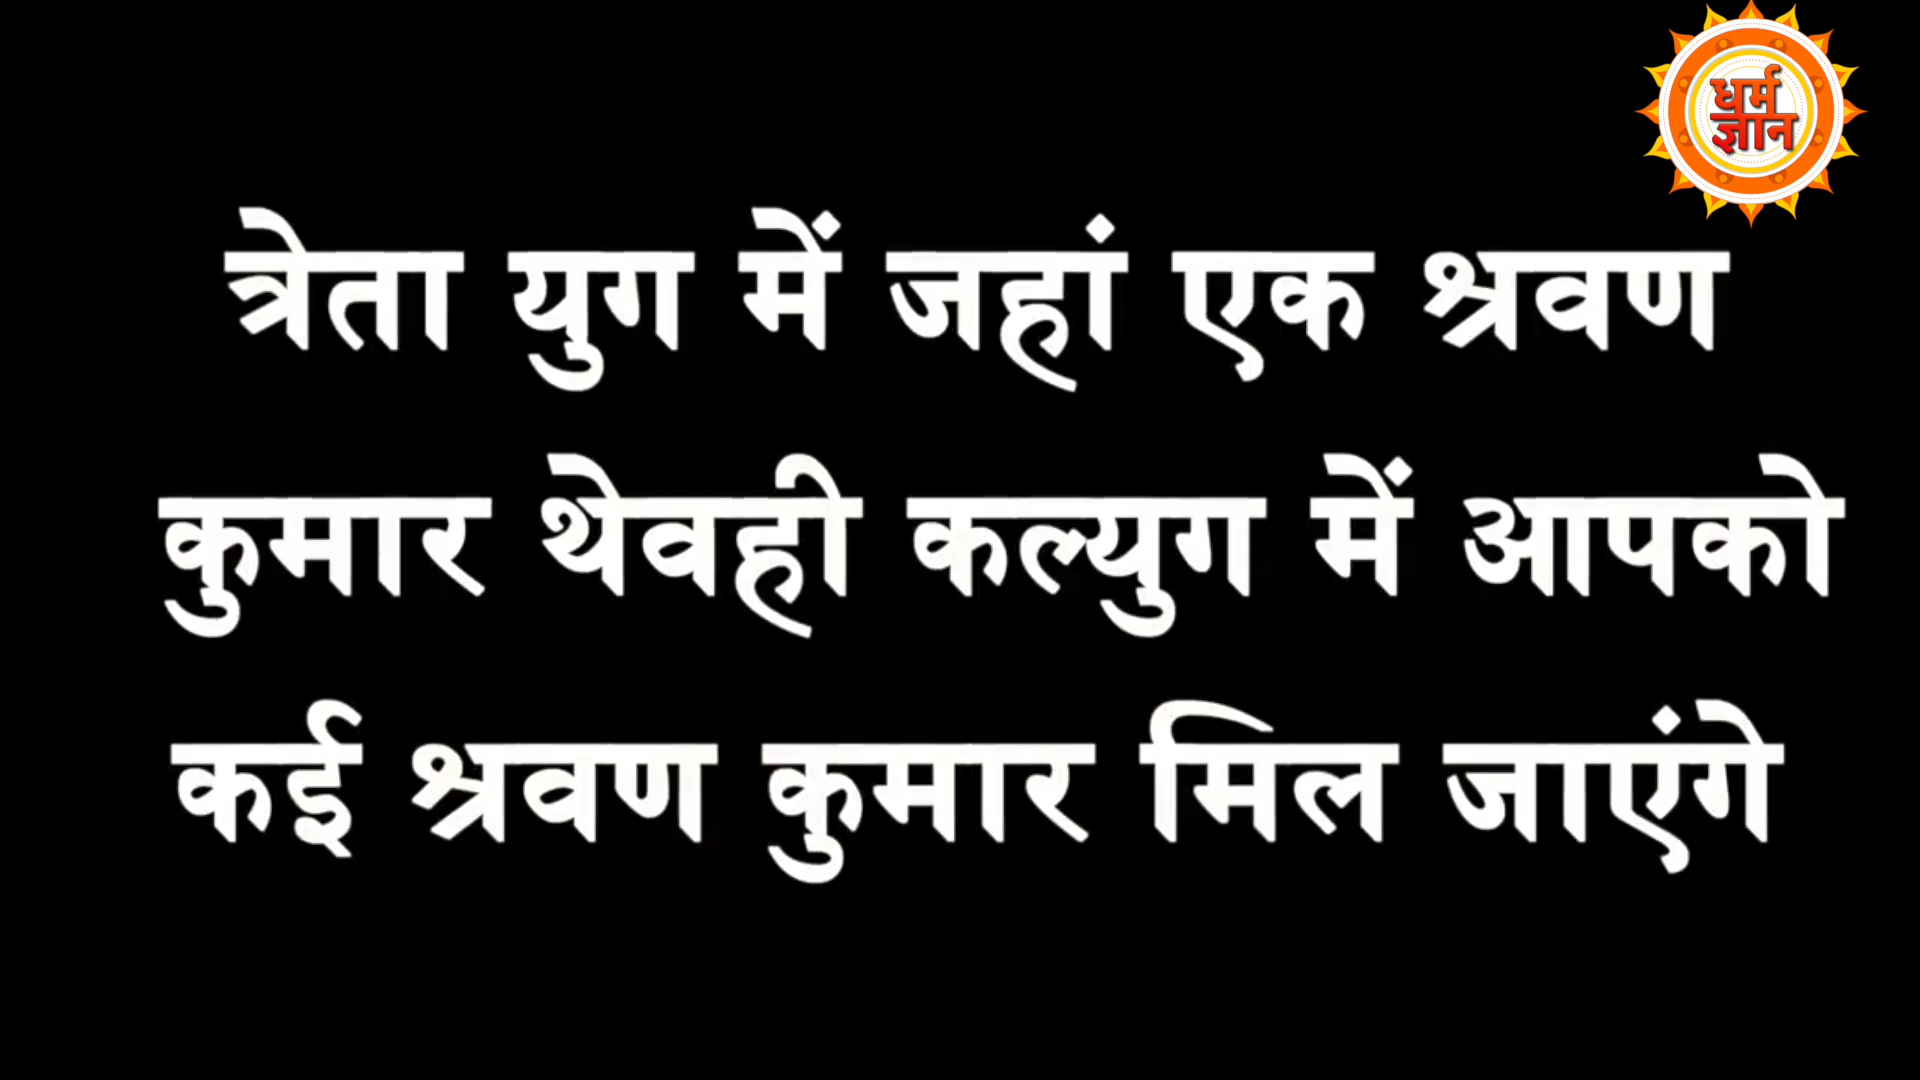 धर्म
ज्ञान
त्रेता युग में जहां एक श्रवण
कुमार थेवही कल्युग में आपको
कई श्रवण कुमार मिल जाएंगे